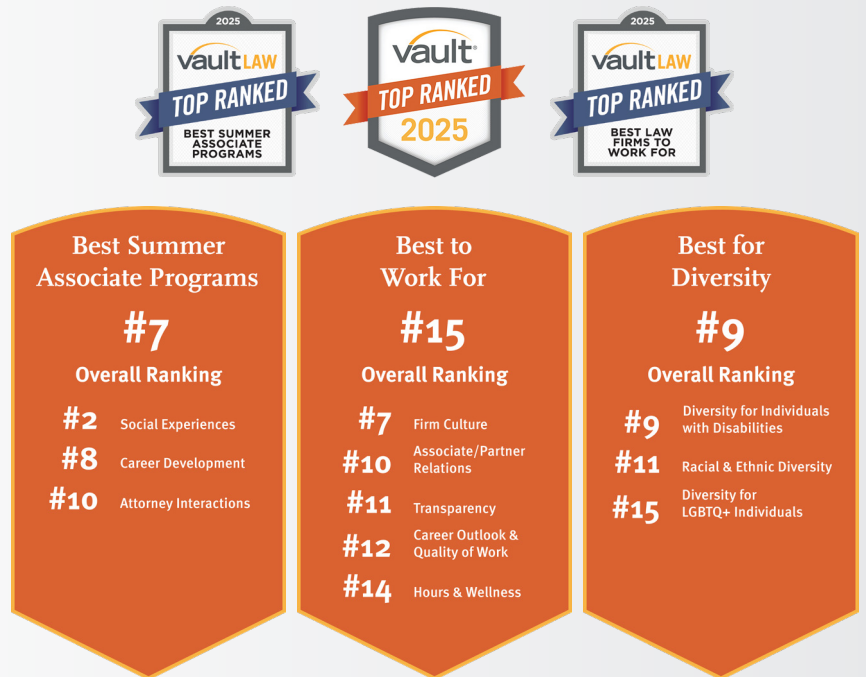 2025
vault LAW
TOP RANKED
BEST SUMMER
ASSOCIATE
PROGRAMS
vault®
TOP RANKED
2025
2025
vault LAW
TOP RANKED
BEST LAW
FIRMS TO
WORK FOR
Best Summer
Associate Programs
#7
Overall Ranking
#2 Social Experiences
#8 Career Development
#10 Attorney Interactions
Best to
Work For
#15
Overall Ranking
#7 Firm Culture
#10 Associate/Partner
Relations
#11 Transparency
#12 Career Outlook &
Quality of Work
#14 Hours & Wellness
Best for
Diversity
#9
Overall Ranking
#9 Diversity for Individuals
with Disabilities
#11 Racial & Ethnic Diversity
#15 Diversity for
LGBTQ+ Individuals